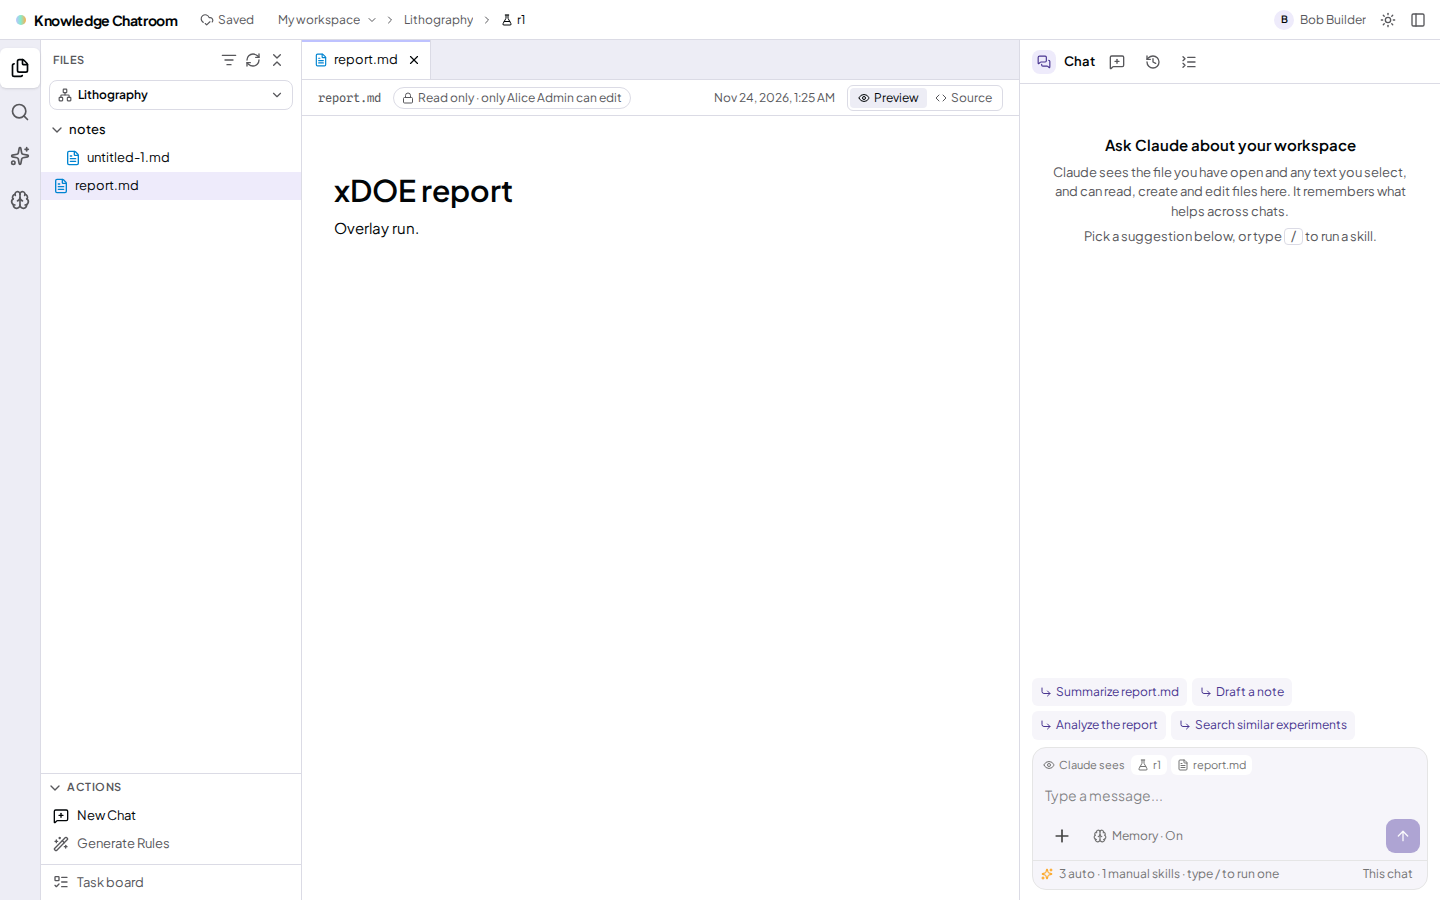 Knowledge Chatroom
Saved
My workspace
Lithography
r1
B
Bob Builder
FILES
Lithography
notes
untitled-1.md
report.md
ACTIONS
New Chat
Generate Rules
Task board
report.md
report.md
Read only · only Alice Admin can edit
Nov 24, 2026, 1:25 AM
Preview
Source
xDOE report
Overlay run.
Chat
Ask Claude about your workspace
Claude sees the file you have open and any text you select,
and can read, create and edit files here. It remembers what
helps across chats.
Pick a suggestion below, or type / to run a skill.
Summarize report.md
Draft a note
Analyze the report
Search similar experiments
Claude sees
r1
report.md
Type a message...
Memory · On
3 auto · 1 manual skills · type / to run one
This chat